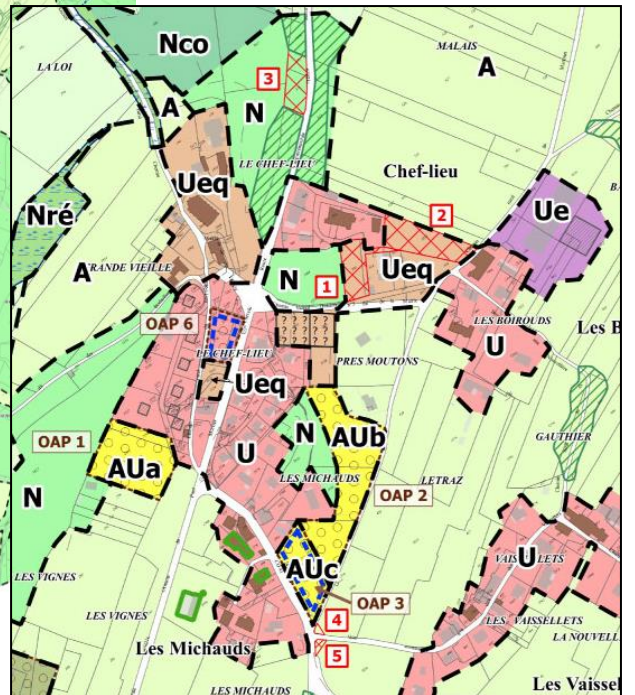 Nco
MALAIS
A
LA LOI
3
A
N
LE CHEF-LIEU
Chef-lieu
Ueq
2
Ue
Nré
A
GRANDE VIEILLE
N
1
Ueq
OAP 6
LES BOIROUDS
Les B
LE CHEF-LIEU
U
PRES MOUTONS
Ueq
N
AUb
OAP 1
GAUTHIER
AUa
U
N
LES MICHAUDS
OAP 2
LETRAZ
U
VAISSELLETS
LES VIGNES
AUc
OAP 3
LES VIGNES
4
LES VAISSELLETS
LA NOUVELL
Les Michauds
5
Les Vaissel